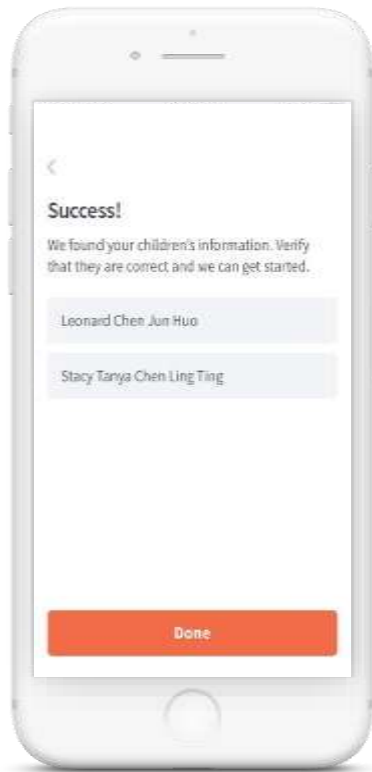 Success!
We found your children's information. Verify
that they are correct and we can get started.
Leonard Chen Jun Huo
Stacy Tanya Chen Ling Ting
Done